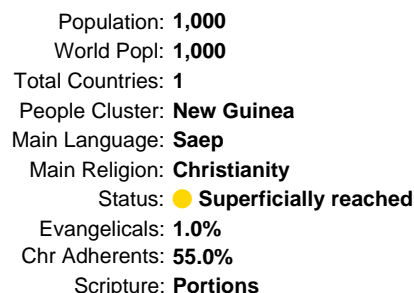 Population: 1,000
World Popl: 1,000
Total Countries: 1
People Cluster: New Guinea
Main Language: Saep
Main Religion: Christianity
Status: Superficially reached
Evangelicals: 1.0%
Chr Adherents: 55.0%
Scripture: Portions